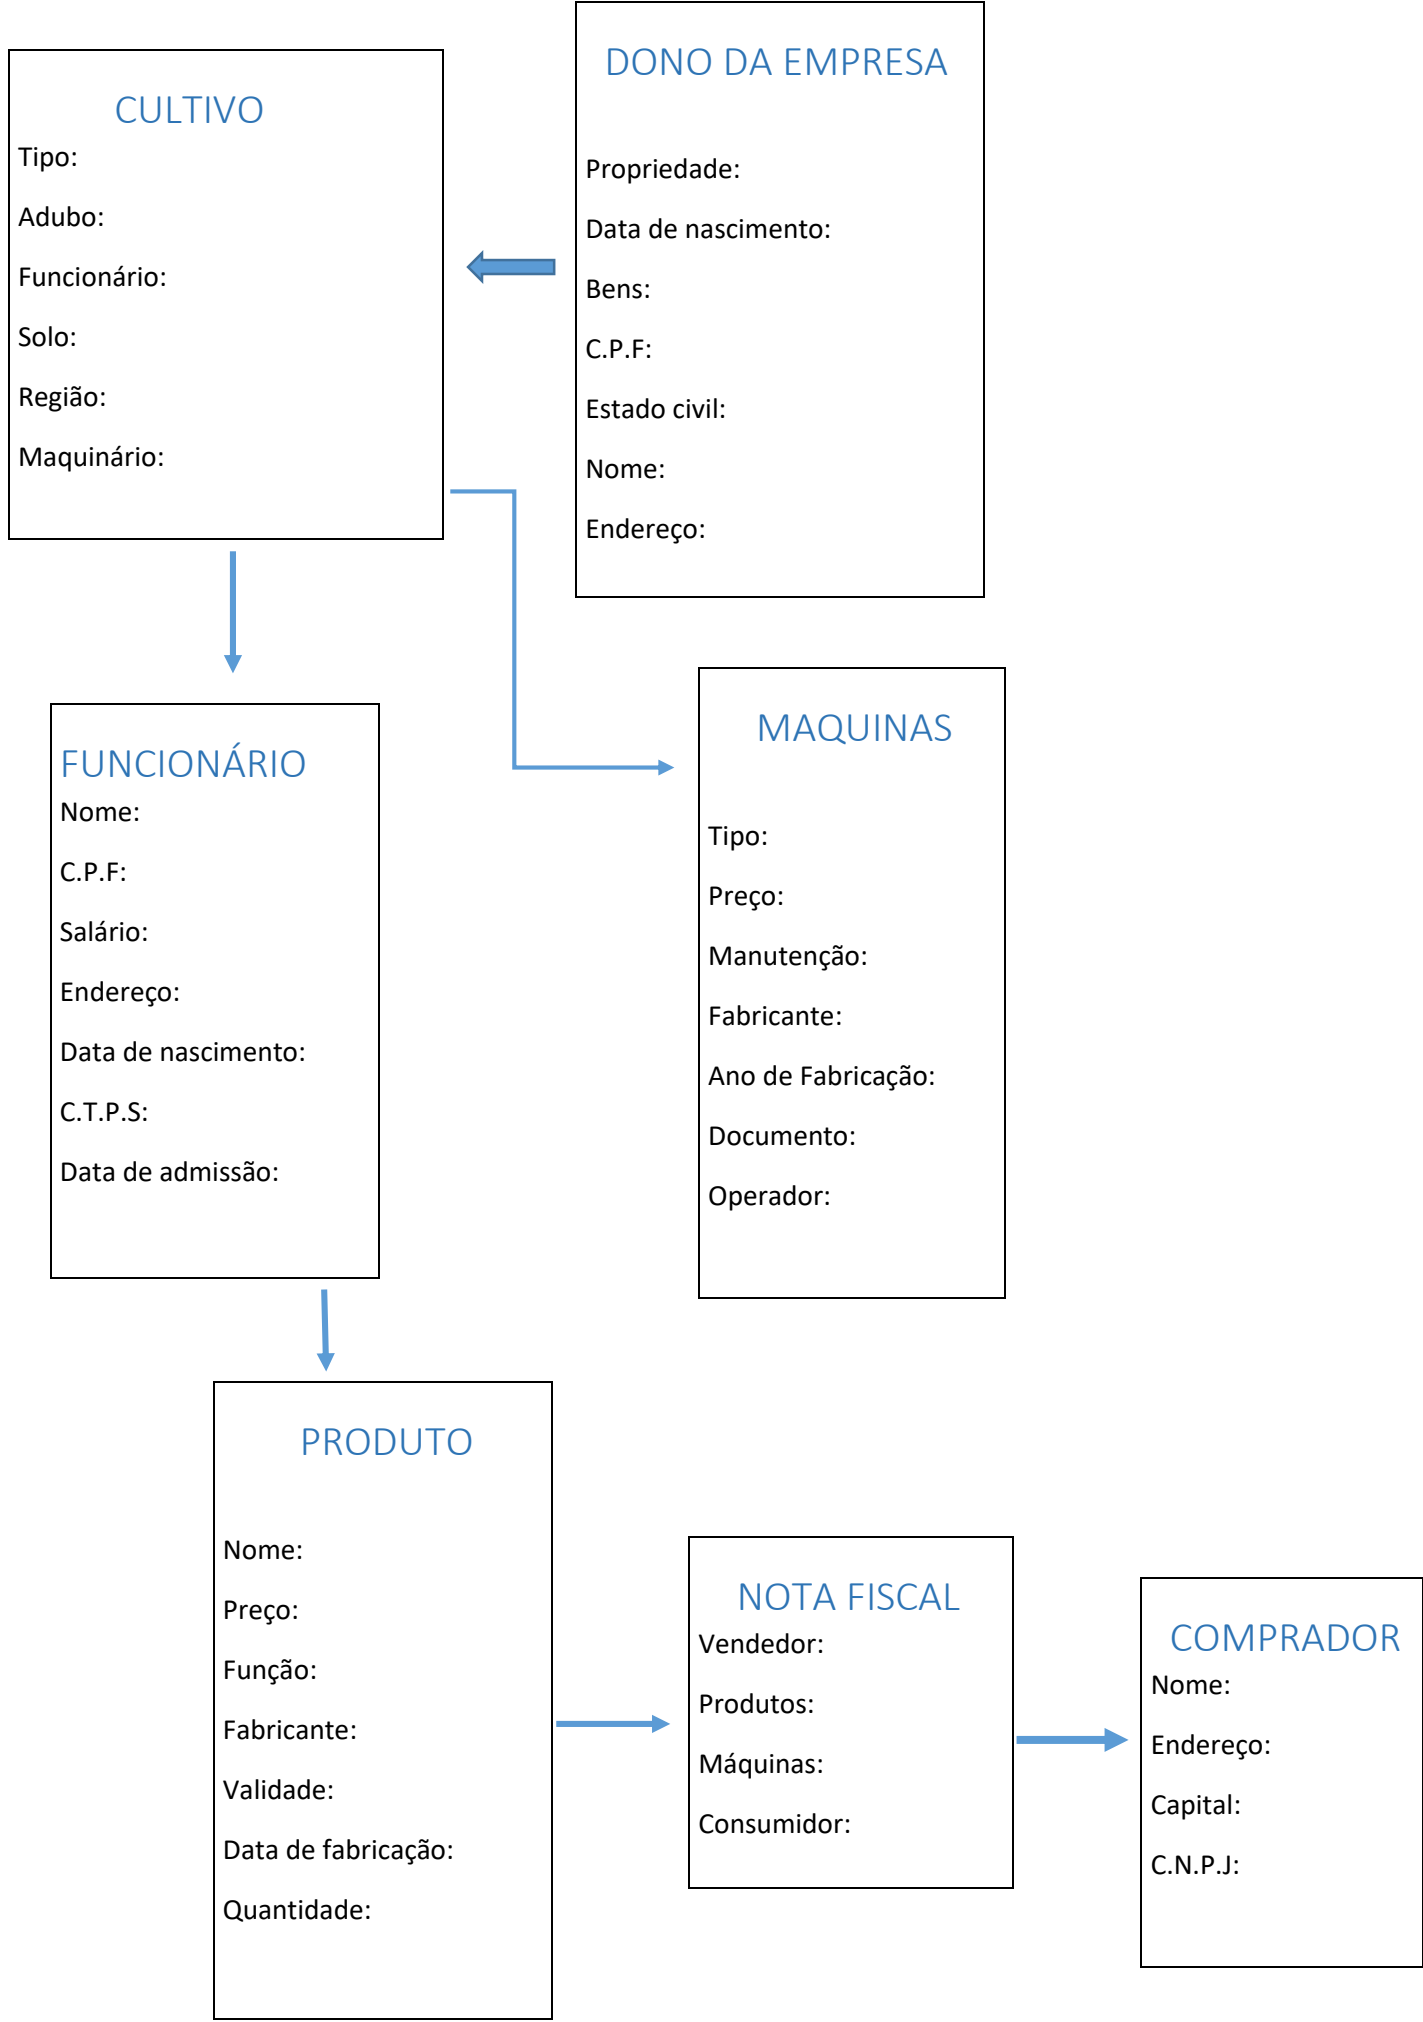 DONO DA EMPRESA
Propriedade:
Data de nascimento:
Bens:
C.P.F:
Estado civil:
Nome:
Endereço:
CULTIVO
Tipo:
Adubo:
Funcionário:
Solo:
Região:
Maquinário:
FUNCIONÁRIO
Nome:
C.P.F:
Salário:
Endereço:
Data de nascimento:
C.T.P.S:
Data de admissão:
MAQUINAS
Tipo:
Preço:
Manutenção:
Fabricante:
Ano de Fabricação:
Documento:
Operador:
PRODUTO
Nome:
Preço:
Função:
Fabricante:
Validade:
Data de fabricação:
Quantidade:
NOTA FISCAL
Vendedor:
Produtos:
Máquinas:
Consumidor:
COMPRADOR
Nome:
Endereço:
Capital:
C.N.P.J: